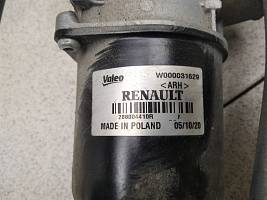 Valeo W000031629
<ARH>
RENAULT
288004410R
MADE IN POLAND 05/10/20